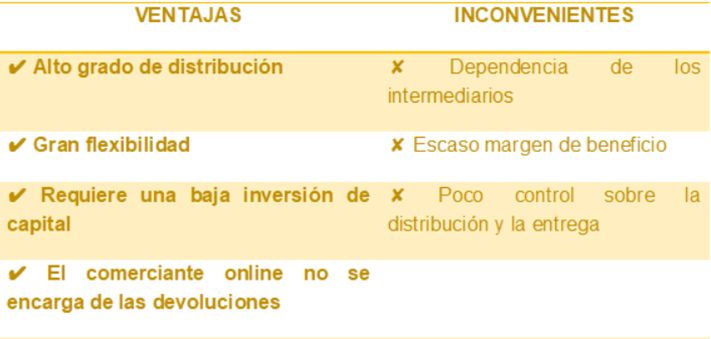 VENTAJAS INCONVENIENTES
✔ Alto grado de distribución ✘ Dependencia de los
intermediarios
✔ Gran flexibilidad ✘ Escaso margen de beneficio
✔ Requiere una baja inversión de ✘ Poco control sobre la
capital distribución y la entrega
✔ El comerciante online no se
encarga de las devoluciones